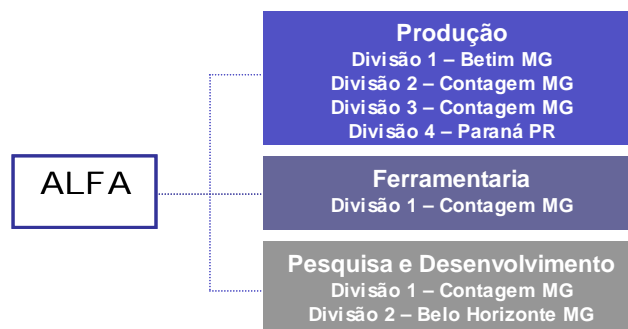 Produção
Divisão 1 – Betim MG
Divisão 2 – Contagem MG
Divisão 3 – Contagem MG
Divisão 4 – Paraná PR
ALFA
Ferramentaria
Divisão 1 – Contagem MG
Pesquisa e Desenvolvimento
Divisão 1 – Contagem MG
Divisão 2 – Belo Horizonte MG